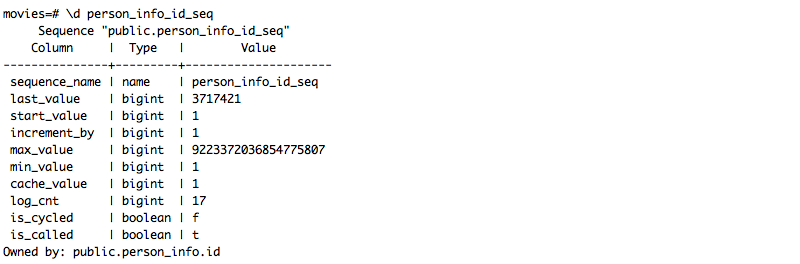 movies=# \d person_info_id_seq
     Sequence "public.person_info_id_seq"
    Column     |  Type   |        Value
---------------+---------+---------------------
 sequence_name | name    | person_info_id_seq
 last_value    | bigint  | 3717421
 start_value   | bigint  | 1
 increment_by  | bigint  | 1
 max_value     | bigint  | 9223372036854775807
 min_value     | bigint  | 1
 cache_value   | bigint  | 1
 log_cnt       | bigint  | 17
 is_cycled     | boolean | f
 is_called     | boolean | t
Owned by: public.person_info.id